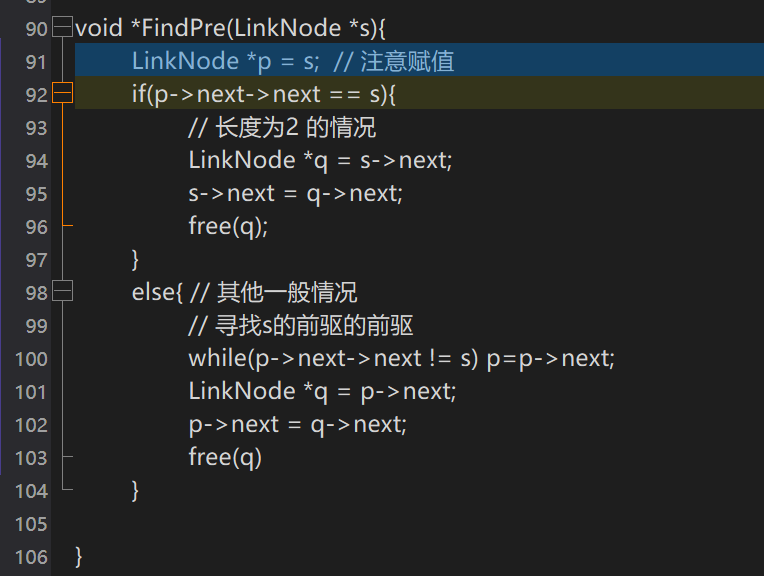 90 void *FindPre(LinkNode *s){
91 LinkNode *p = s; // 注意赋值
92 if(p->next->next == s){
93 // 长度为2 的情况
94 LinkNode *q = s->next;
95 s->next = q->next;
96 free(q);
97 }
98 else{ // 其他一般情况
99 // 寻找s的前驱的前驱
100 while(p->next->next != s) p=p->next;
101 LinkNode *q = p->next;
102 p->next = q->next;
103 free(q)
104 }
105
106 }